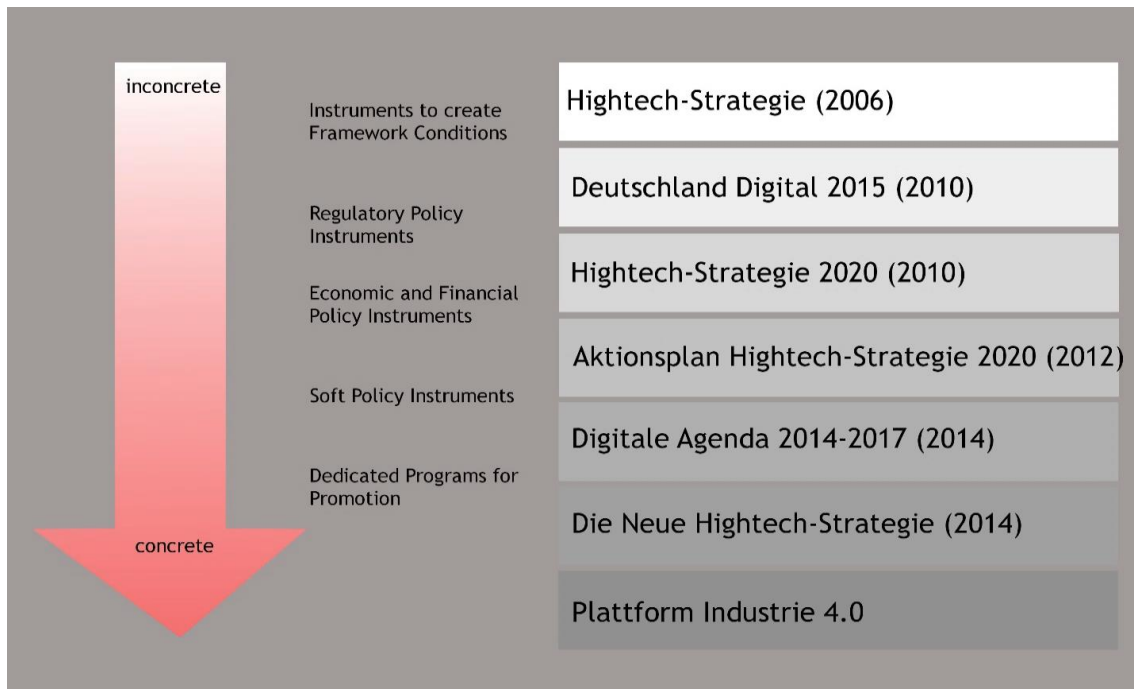 inconcrete
concrete
Instruments to create
Framework Conditions
Regulatory Policy
Instruments
Economic and Financial
Policy Instruments
Soft Policy Instruments
Dedicated Programs for
Promotion
Hightech-Strategie (2006)
Deutschland Digital 2015 (2010)
Hightech-Strategie 2020 (2010)
Aktionsplan Hightech-Strategie 2020 (2012)
Digitale Agenda 2014-2017 (2014)
Die Neue Hightech-Strategie (2014)
Plattform Industrie 4.0